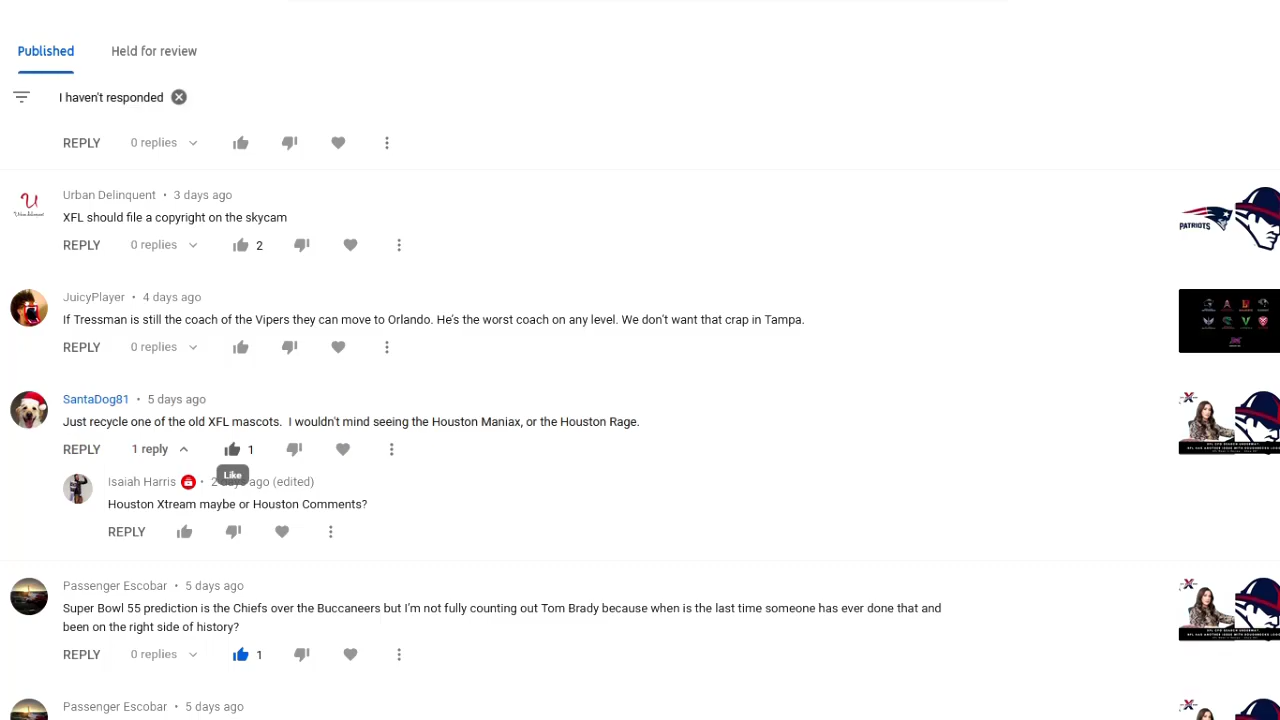 Published
Held for review
I haven't responded
REPLY
0 replies
Urban Delinquent • 3 days ago
XFL should file a copyright on the skycam
REPLY
0 replies
2
PATRIOTS
JuicyPlayer • 4 days ago
If Tressman is still the coach of the Vipers they can move to Orlando. He's the worst coach on any level. We don't want that crap in Tampa.
REPLY
0 replies
SantaDog81 • 5 days ago
Just recycle one of the old XFL mascots.  I wouldn't mind seeing the Houston Maniax, or the Houston Rage.
REPLY
1 reply
1
Like
Isaiah Harris • 2 ago (edited)
Houston Xtream maybe or Houston Comments?
REPLY
Passenger Escobar • 5 days ago
Super Bowl 55 prediction is the Chiefs over the Buccaneers but I'm not fully counting out Tom Brady because when is the last time someone has ever done that and
been on the right side of history?
REPLY
0 replies
1
Passenger Escobar • 5 days ago